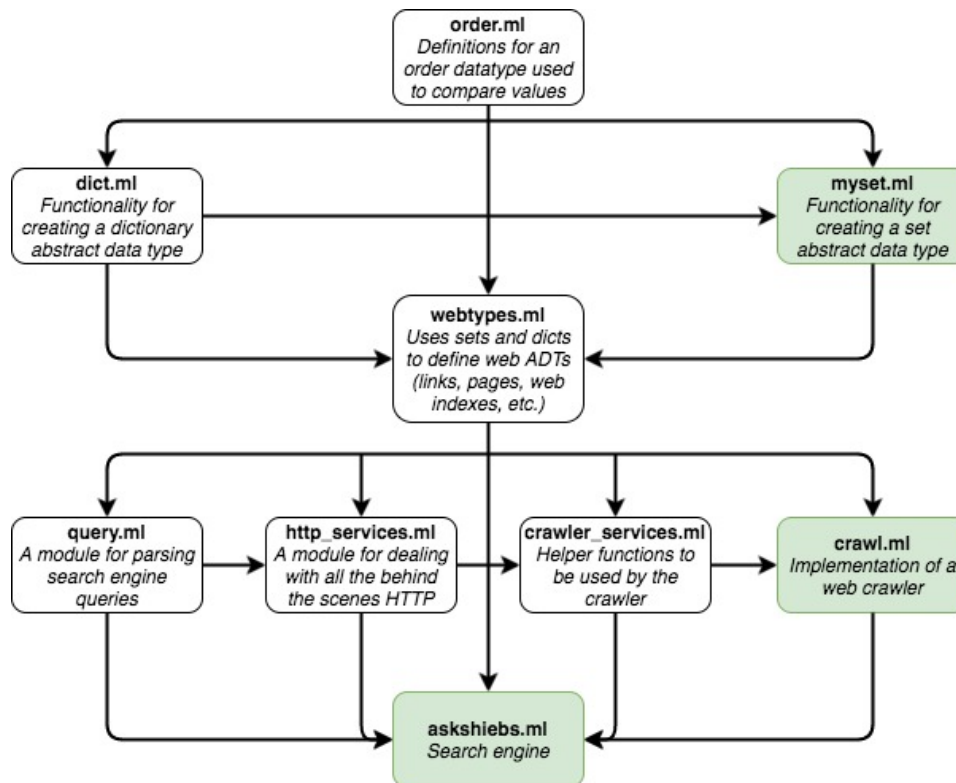 order.ml
Definitions for an
order datatype used
to compare values
dict.ml
Functionality for
creating a dictionary
abstract data type
myset.ml
Functionality for
creating a set
abstract data type
webtypes.ml
Uses sets and dicts
to define web ADTs
(links, pages, web
indexes, etc.)
query.ml
A module for parsing
search engine
queries
http_services.ml
A module for dealing
with all the behind
the scenes HTTP
crawler_services.ml
Helper functions to
be used by the
crawler
crawl.ml
Implementation of a
web crawler
askshiebs.ml
Search engine